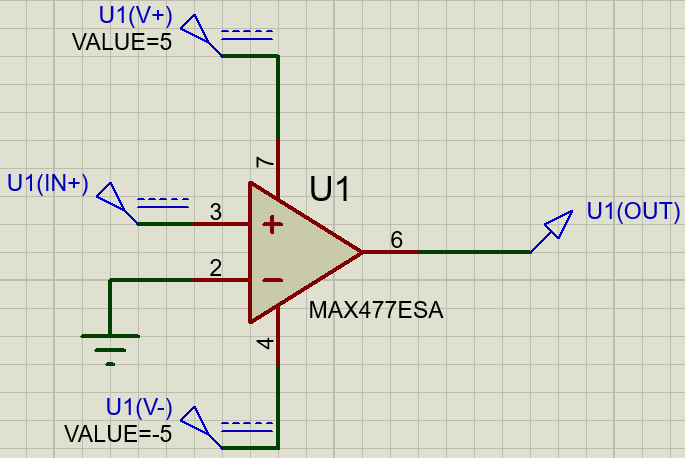 U1(V+)
VALUE=5
7
U1
U1(IN+)
3
+
6
U1(OUT)
2
−
MAX477ESA
4
U1(V-)
VALUE=-5